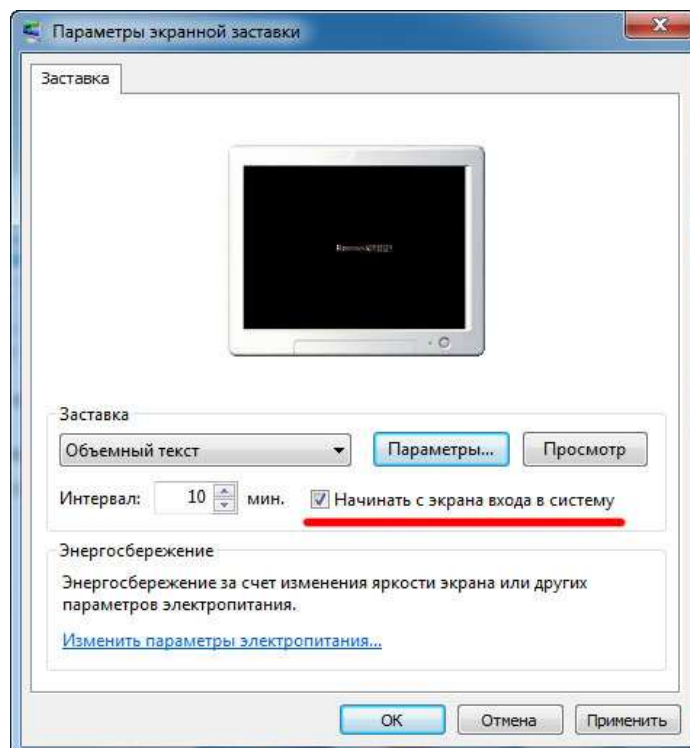 Параметры экранной заставки
Заставка
Заставка
Объемный текст
Параметры...
Просмотр
Интервал: 10 мин.
Начинать с экрана входа в систему
Энергосбережение
Энергосбережение за счет изменения яркости экрана или других
параметров электропитания.
Изменить параметры электропитания...
ОК
Отмена
Применить